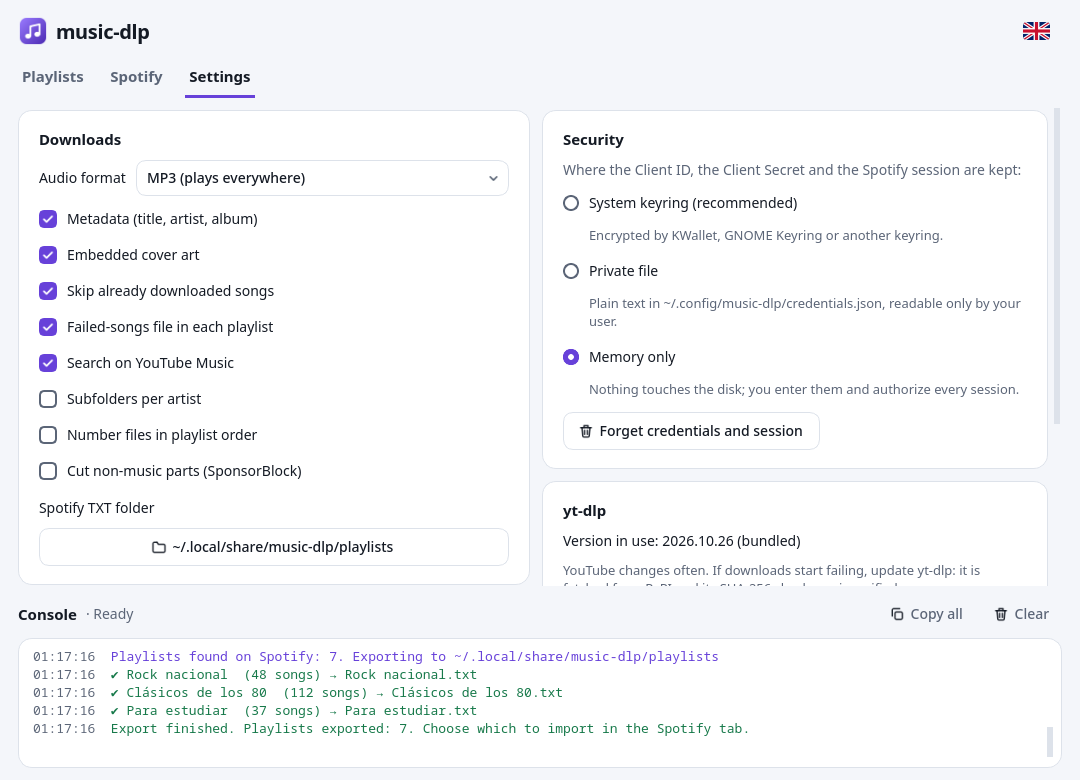 music-dlp
Playlists
Spotify
Settings
Downloads
Audio format
MP3 (plays everywhere)
Metadata (title, artist, album)
Embedded cover art
Skip already downloaded songs
Failed-songs file in each playlist
Search on YouTube Music
Subfolders per artist
Number files in playlist order
Cut non-music parts (SponsorBlock)
Spotify TXT folder
~/.local/share/music-dlp/playlists
Security
Where the Client ID, the Client Secret and the Spotify session are kept:
System keyring (recommended)
Encrypted by KWallet, GNOME Keyring or another keyring.
Private file
Plain text in ~/.config/music-dlp/credentials.json, readable only by your
user.
Memory only
Nothing touches the disk; you enter them and authorize every session.
Forget credentials and session
yt-dlp
Version in use: 2026.10.26 (bundled)
YouTube changes often. If downloads start failing, update yt-dlp: it is
Console · Ready
Copy all
Clear
01:17:16 Playlists found on Spotify: 7. Exporting to ~/.local/share/music-dlp/playlists
01:17:16 ✔ Rock nacional (48 songs) → Rock nacional.txt
01:17:16 ✔ Clásicos de los 80 (112 songs) → Clásicos de los 80.txt
01:17:16 ✔ Para estudiar (37 songs) → Para estudiar.txt
01:17:16 Export finished. Playlists exported: 7. Choose which to import in the Spotify tab.